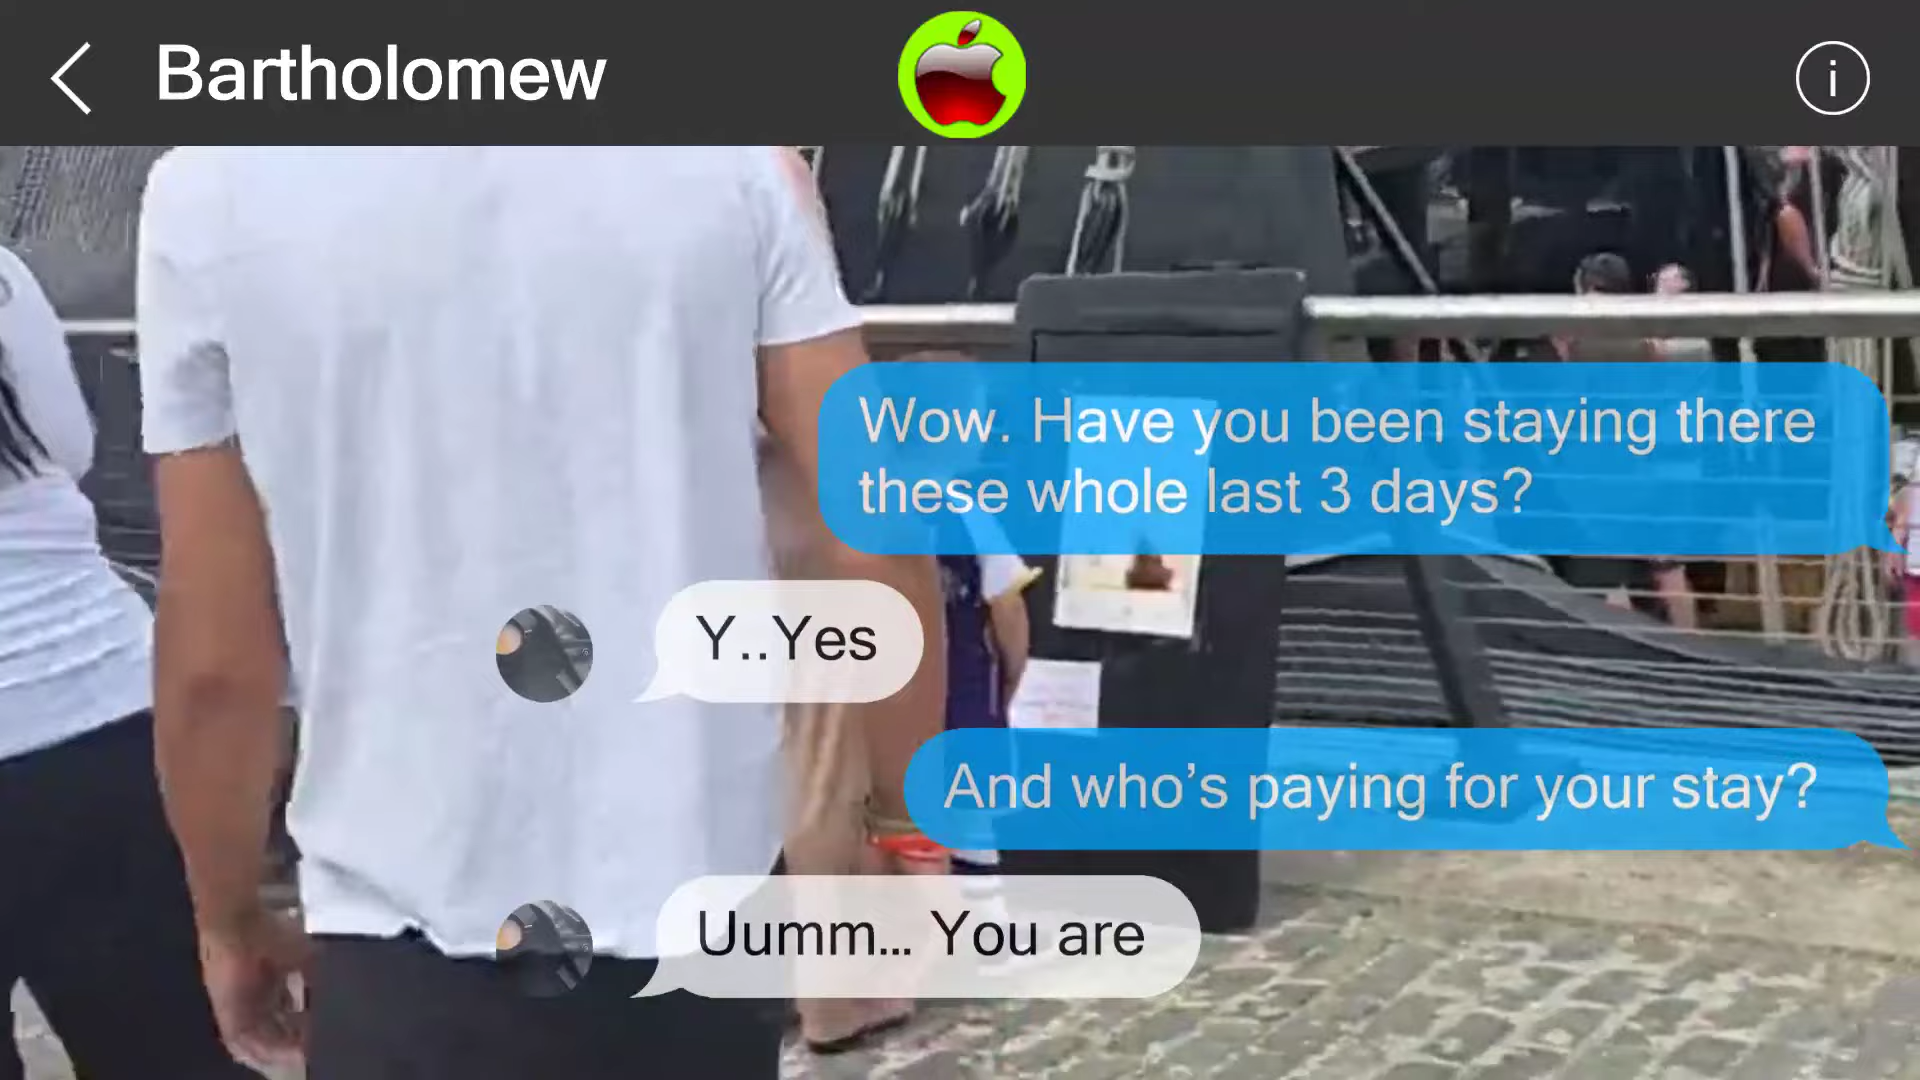 Bartholomew
Wow. Have you been staying there
these whole last 3 days?
Y..Yes
And who’s paying for your stay?
Uumm... You are